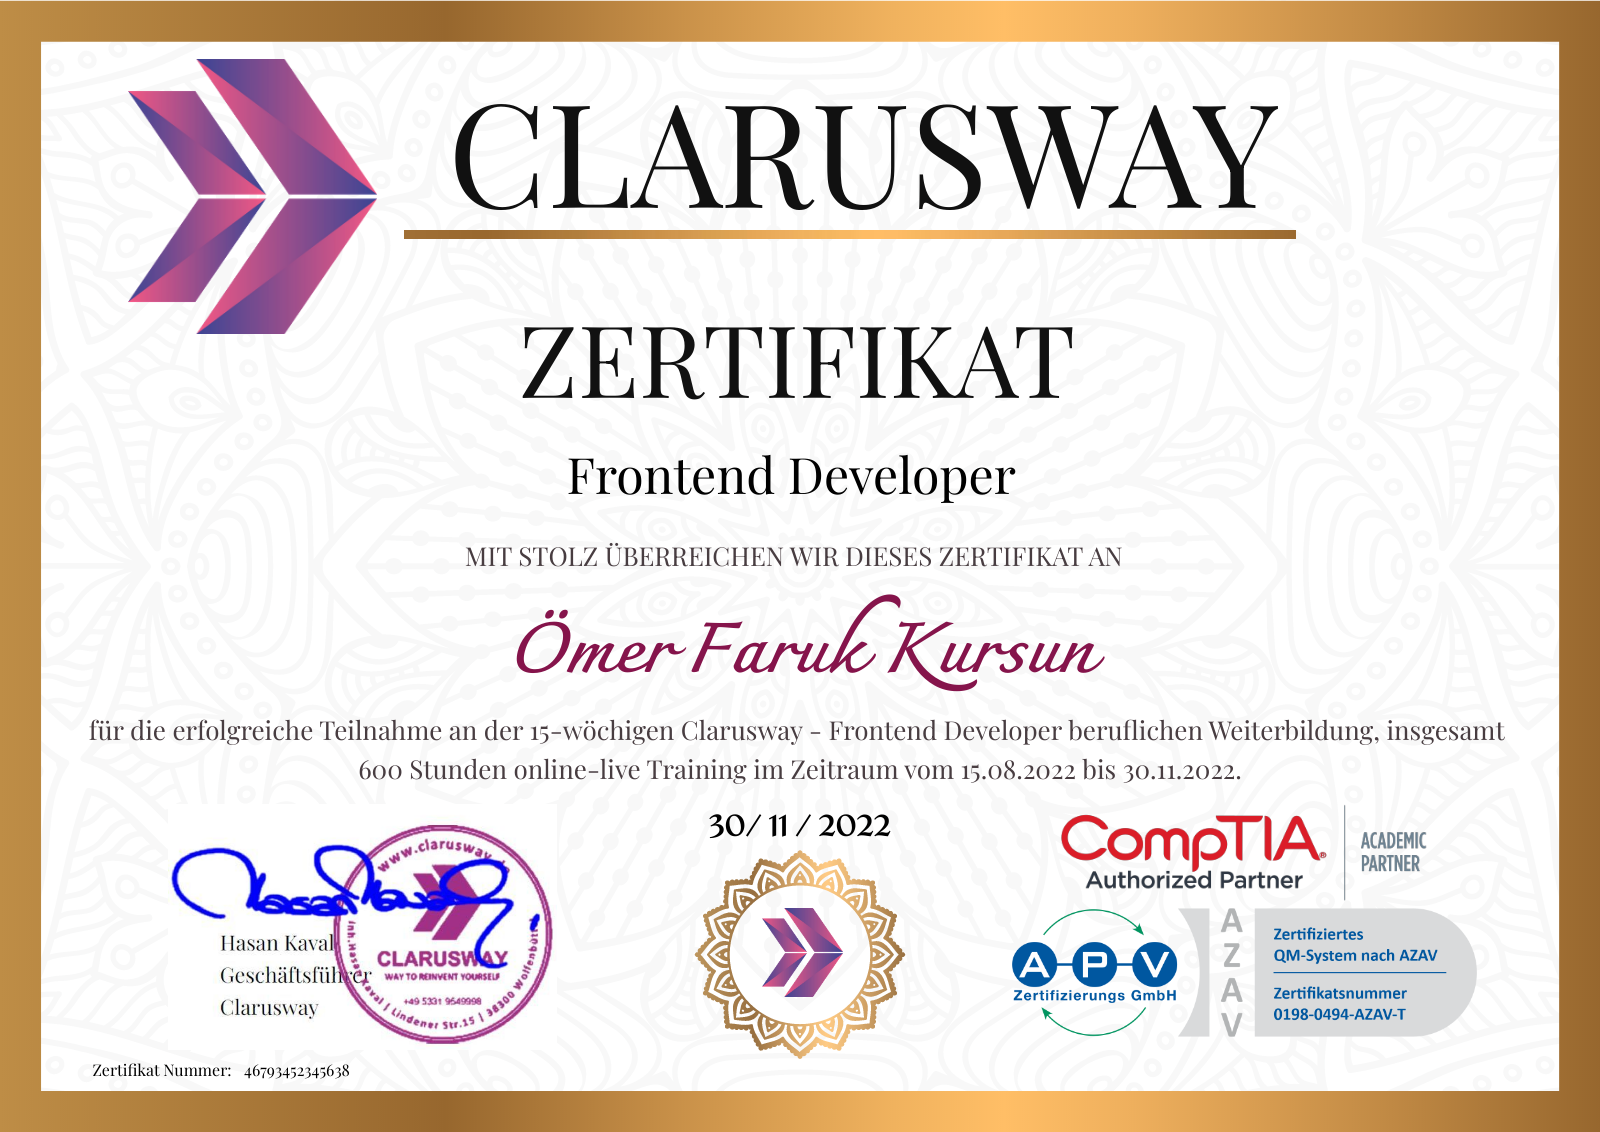 CLARUSWAY
ZERTIFIKAT
Frontend Developer
MIT STOLZ ÜBERREICHEN WIR DIESES ZERTIFIKAT AN
Ömer Faruk Kursun
für die erfolgreiche Teilnahme an der 15-wöchigen Clarusway - Frontend Developer beruflichen Weiterbildung, insgesamt
600 Stunden online-live Training im Zeitraum vom 15.08.2022 bis 30.11.2022.
30/ 11 / 2022
Hasan Kaval
Geschäftsführer
Clarusway
www.clarusway.de
CLARUSWAY
WAY TO REINVENT YOURSELF
+49 5331 9549998
Inh. Hasan Kaval | Lindener Str.15 | 38300 Wolfenbüttel
CompTIA®
Authorized Partner
ACADEMIC
PARTNER
A-P-V
Zertifizierungs GmbH
AZAV
Zertifiziertes
QM-System nach AZAV
Zertifikatsnummer
0198-0494-AZAV-T
Zertifikat Nummer: 46793452345638